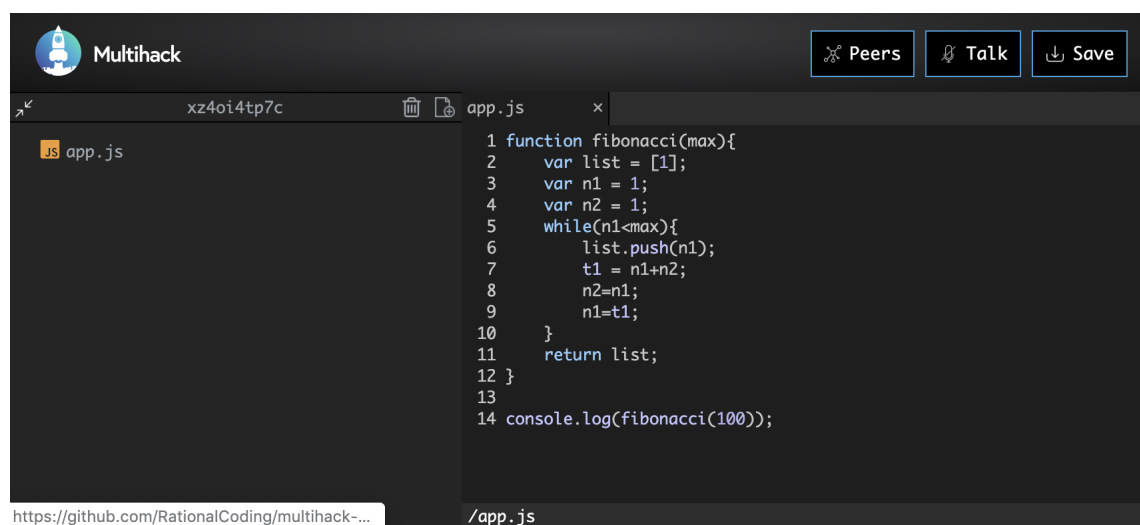 Multihack
Peers
Talk
Save
xz4oi4tp7c
JS app.js
app.js ×
1 function fibonacci(max){
2     var list = [1];
3     var n1 = 1;
4     var n2 = 1;
5     while(n1<max){
6         list.push(n1);
7         t1 = n1+n2;
8         n2=n1;
9         n1=t1;
10     }
11     return list;
12 }
13
14 console.log(fibonacci(100));
https://github.com/RationalCoding/multihack-...
/app.js